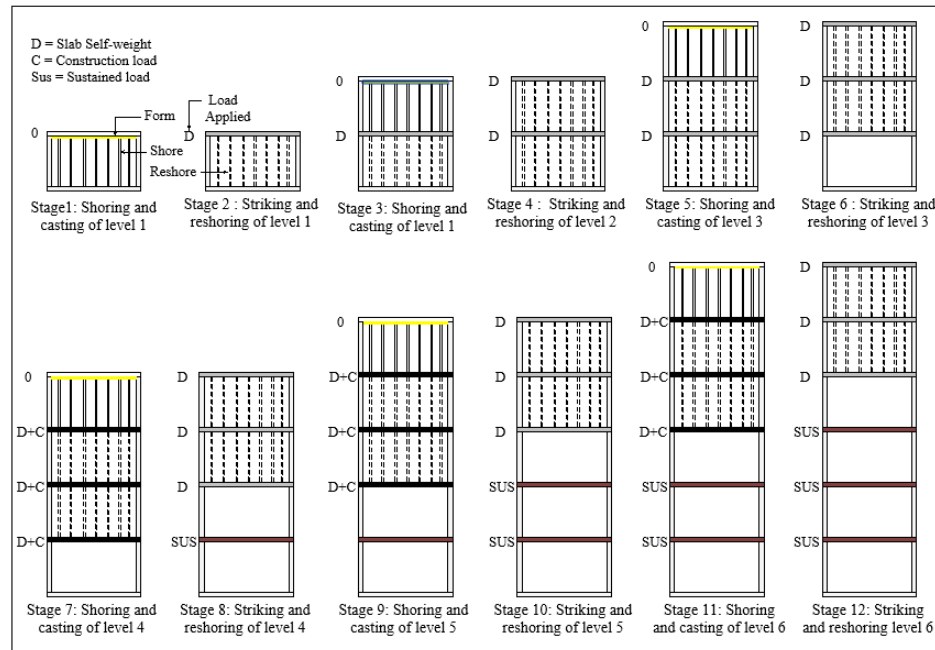 D = Slab Self-weight
C = Construction load
Sus = Sustained load
0
Form
Shore
Load
Applied
D
Reshore
Stage1: Shoring and
casting of level 1
Stage 2 : Striking and
reshoring of level 1
0
D
Stage 3: Shoring and
casting of level 1
D
D
Stage 4 : Striking and
reshoring of level 2
0
D
D
Stage 5: Shoring and
casting of level 3
D
D
D
Stage 6 : Striking and
reshoring of level 3
0
D+C
D+C
D+C
Stage 7: Shoring and
casting of level 4
D
D
D
SUS
Stage 8: Striking and
reshoring of level 4
0
D+C
D+C
D+C
Stage 9: Shoring and
casting of level 5
D
D
D
SUS
SUS
Stage 10: Striking and
reshoring of level 5
0
D+C
D+C
D+C
SUS
SUS
Stage 11: Shoring
and casting of level 6
D
D
D
SUS
SUS
SUS
Stage 12: Striking
and reshoring level 6